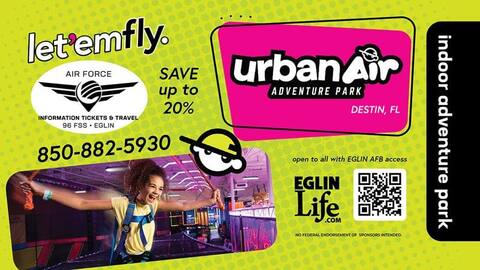 let'emfly.
AIR FORCE
INFORMATION TICKETS & TRAVEL
96 FSS • EGLIN
SAVE
up to
20%
850-882-5930
urbanAir
ADVENTURE PARK
DESTIN, FL
indoor adventure park
open to all with EGLIN AFB access
EGLIN
Life
.COM
NO FEDERAL ENDORSEMENT OF SPONSORS INTENDED.